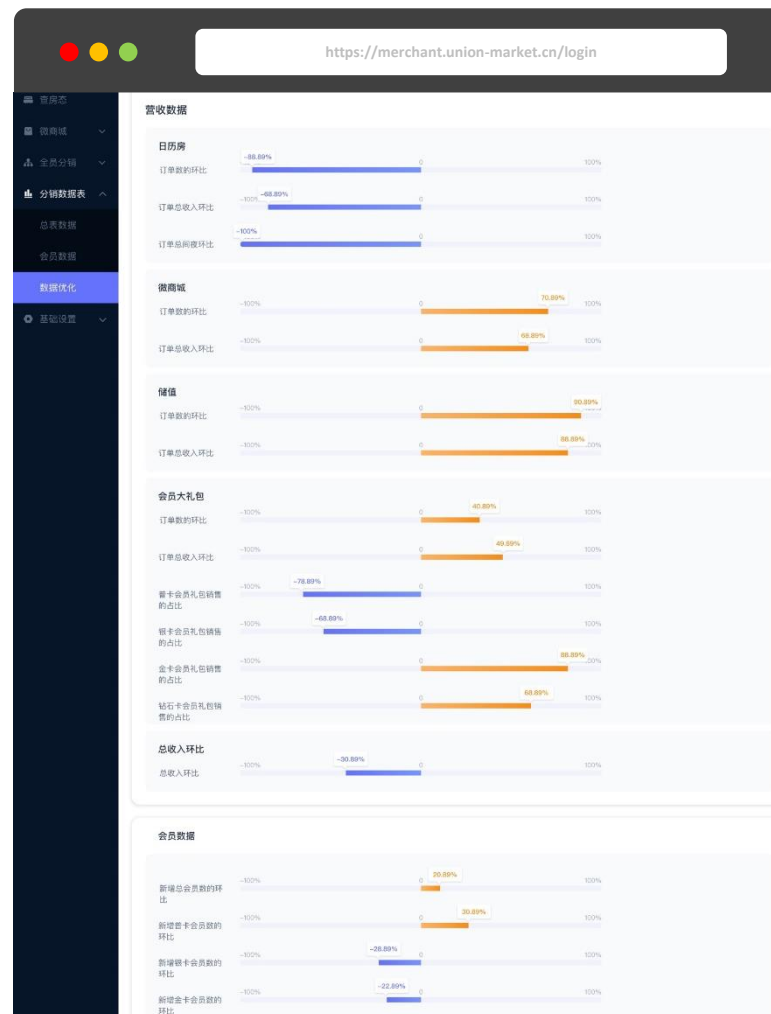 https://merchant.union-market.cn/login
查房态
微商城
全员分销
分销数据表
总表数据
会员数据
数据优化
基础设置
营收数据
日历房
-88.89%
0
100%
订单数的环比
-68.89%
-100%
0
100%
订单总收入环比
-100%
0
100%
订单总间夜环比
微商城
-100%
0
70.89%
100%
订单数的环比
-100%
0
68.89%
100%
订单总收入环比
储值
-100%
0
90.89%
订单数的环比
-100%
0
88.89%
订单总收入环比
会员大礼包
-100%
0
40.89%
100%
订单数的环比
-100%
0
49.89%
100%
订单总收入环比
-100%
-78.89%
0
100%
普卡会员礼包销售
的占比
-100%
-68.89%
0
100%
银卡会员礼包销售
的占比
-100%
0
88.89%
金卡会员礼包销售
的占比
-100%
0
68.89%
100%
钻石卡会员礼包销
售的占比
总收入环比
-100%
-30.89%
0
100%
总收入环比
会员数据
-100%
0
20.89%
100%
新增总会员数的环
比
-100%
0
30.89%
100%
新增普卡会员数的
环比
-100%
-28.89%
0
100%
新增银卡会员数的
环比
-100%
-22.89%
0
100%
新增金卡会员数的
环比